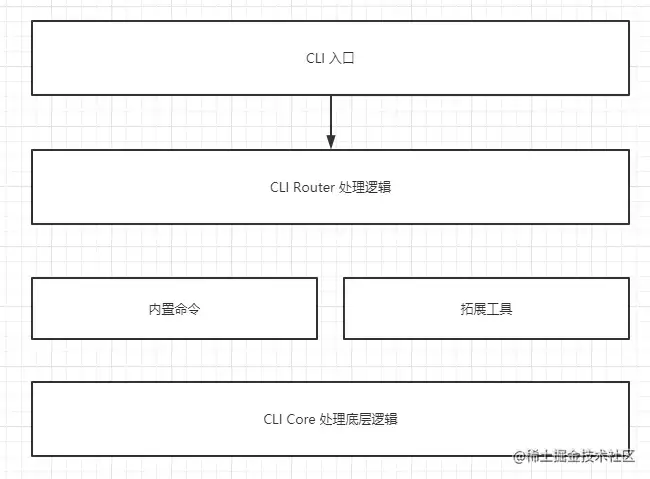 CLI 入口
CLI Router 处理逻辑
内置命令
拓展工具
CLI Core 处理底层逻辑
@稀土掘金技术社区